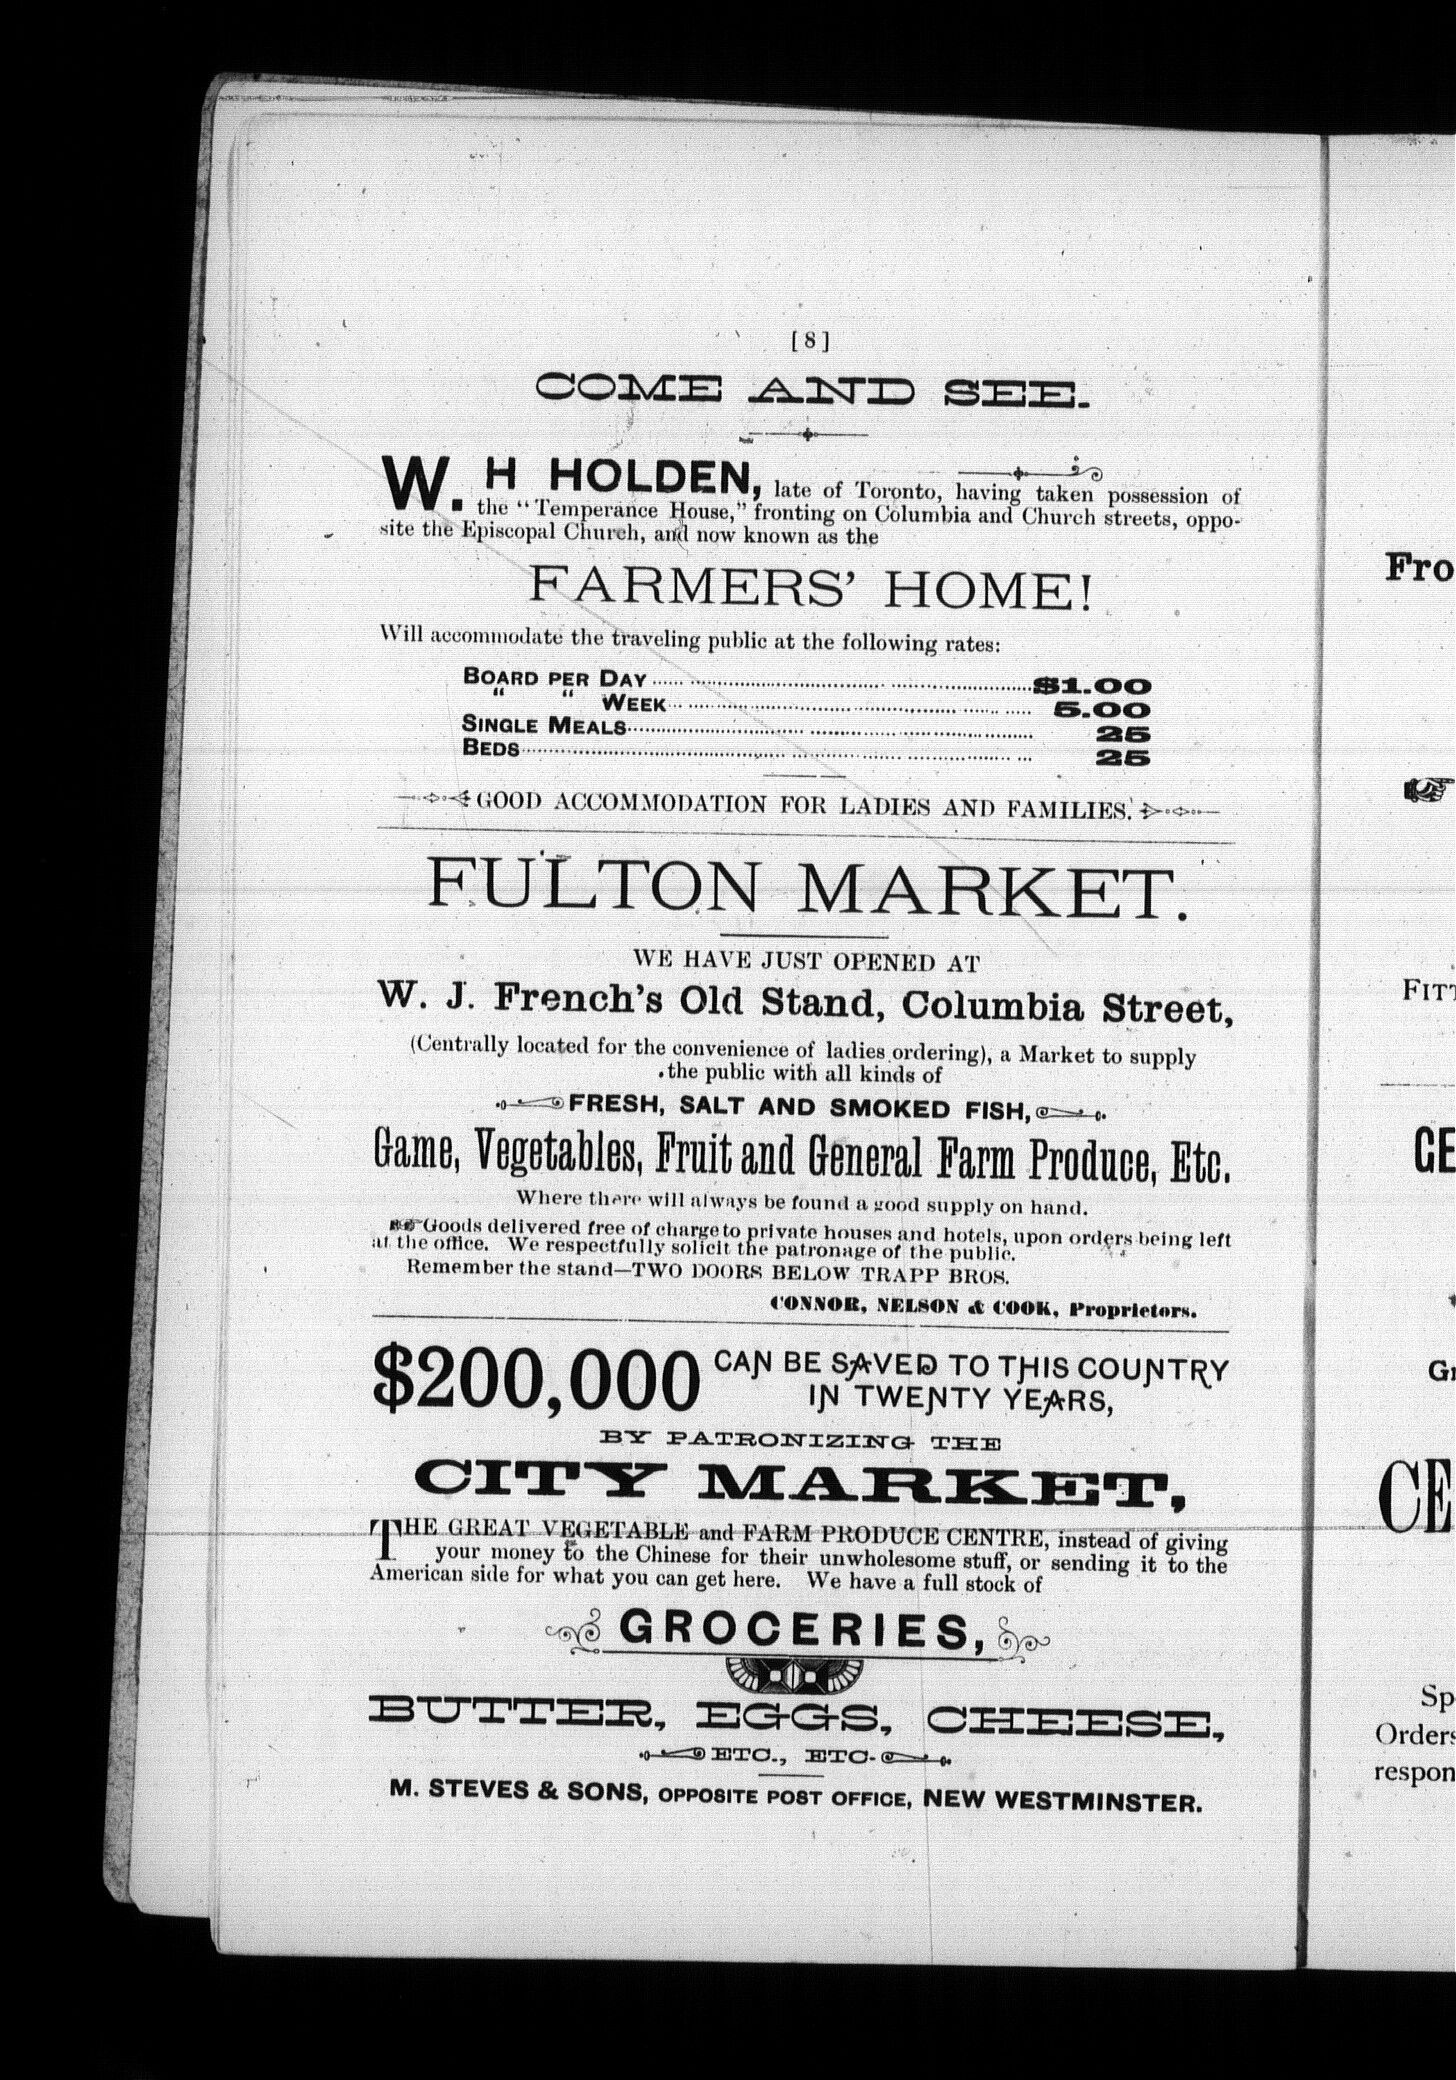 [8]
COME AND SEE.
W. H HOLDEN, late of Toronto, having taken possession of
the "Temperance House," fronting on Columbia and Church streets, oppo-
site the Episcopal Church, and now known as the
FARMERS' HOME!
Will accommodate the traveling public at the following rates:
BOARD PER DAY $1.00
" " WEEK 5.00
SINGLE MEALS 25
BEDS 25
GOOD ACCOMMODATION FOR LADIES AND FAMILIES.
FULTON MARKET.
WE HAVE JUST OPENED AT
W. J. French's Old Stand, Columbia Street,
(Centrally located for the convenience of ladies ordering), a Market to supply
the public with all kinds of
FRESH, SALT AND SMOKED FISH,
Game, Vegetables, Fruit and General Farm Produce, Etc.
Where there will always be found a good supply on hand.
Goods delivered free of charge to private houses and hotels, upon orders being left
at the office. We respectfully solicit the patronage of the public.
Remember the stand—TWO DOORS BELOW TRAPP BROS.
CONNOR, NELSON & COOK, Proprietors.
$200,000 CAN BE SAVED TO THIS COUNTRY
IN TWENTY YEARS,
BY PATRONIZING THE
CITY MARKET,
THE GREAT VEGETABLE and FARM PRODUCE CENTRE, instead of giving
your money to the Chinese for their unwholesome stuff, or sending it to the
American side for what you can get here. We have a full stock of
GROCERIES,
BUTTER, EGGS, CHEESE,
ETC., ETC.
M. STEVES & SONS, OPPOSITE POST OFFICE, NEW WESTMINSTER.
Fro
FITT
GE
CE
Sp
Orders
respon